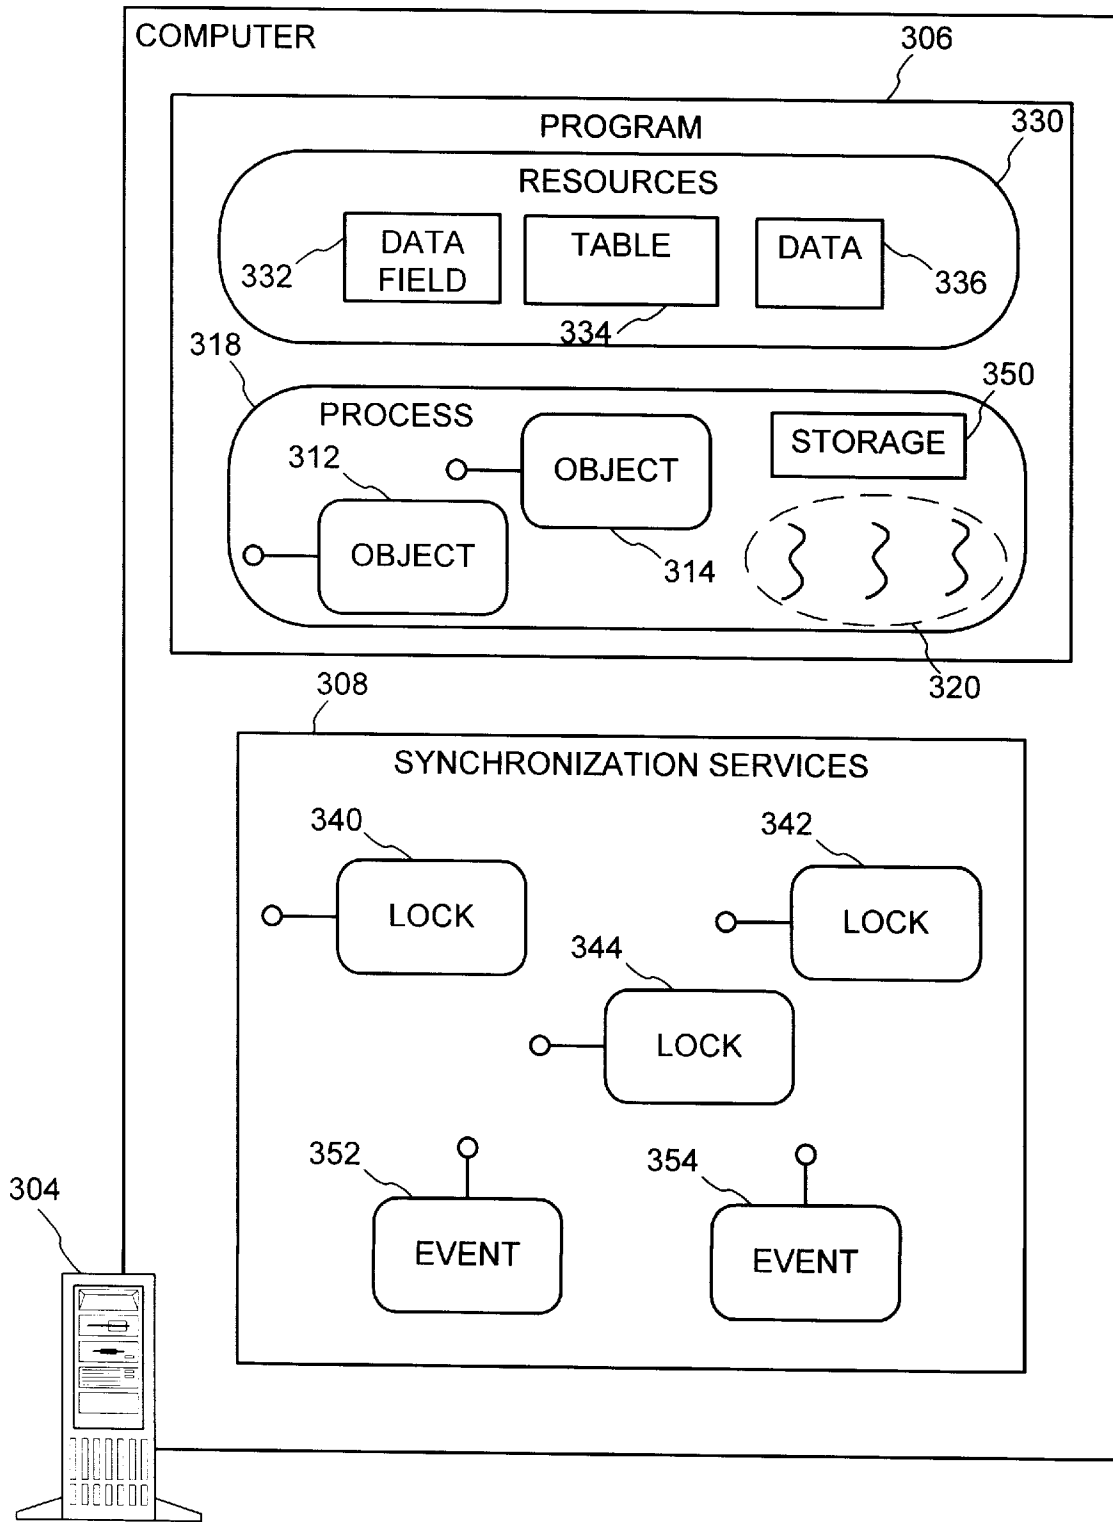 COMPUTER
306
PROGRAM
330
RESOURCES
DATA
FIELD
TABLE
DATA
332
336
334
318
350
PROCESS
STORAGE
312
OBJECT
OBJECT
314
320
308
SYNCHRONIZATION SERVICES
340
342
LOCK
LOCK
344
LOCK
352
354
304
EVENT
EVENT